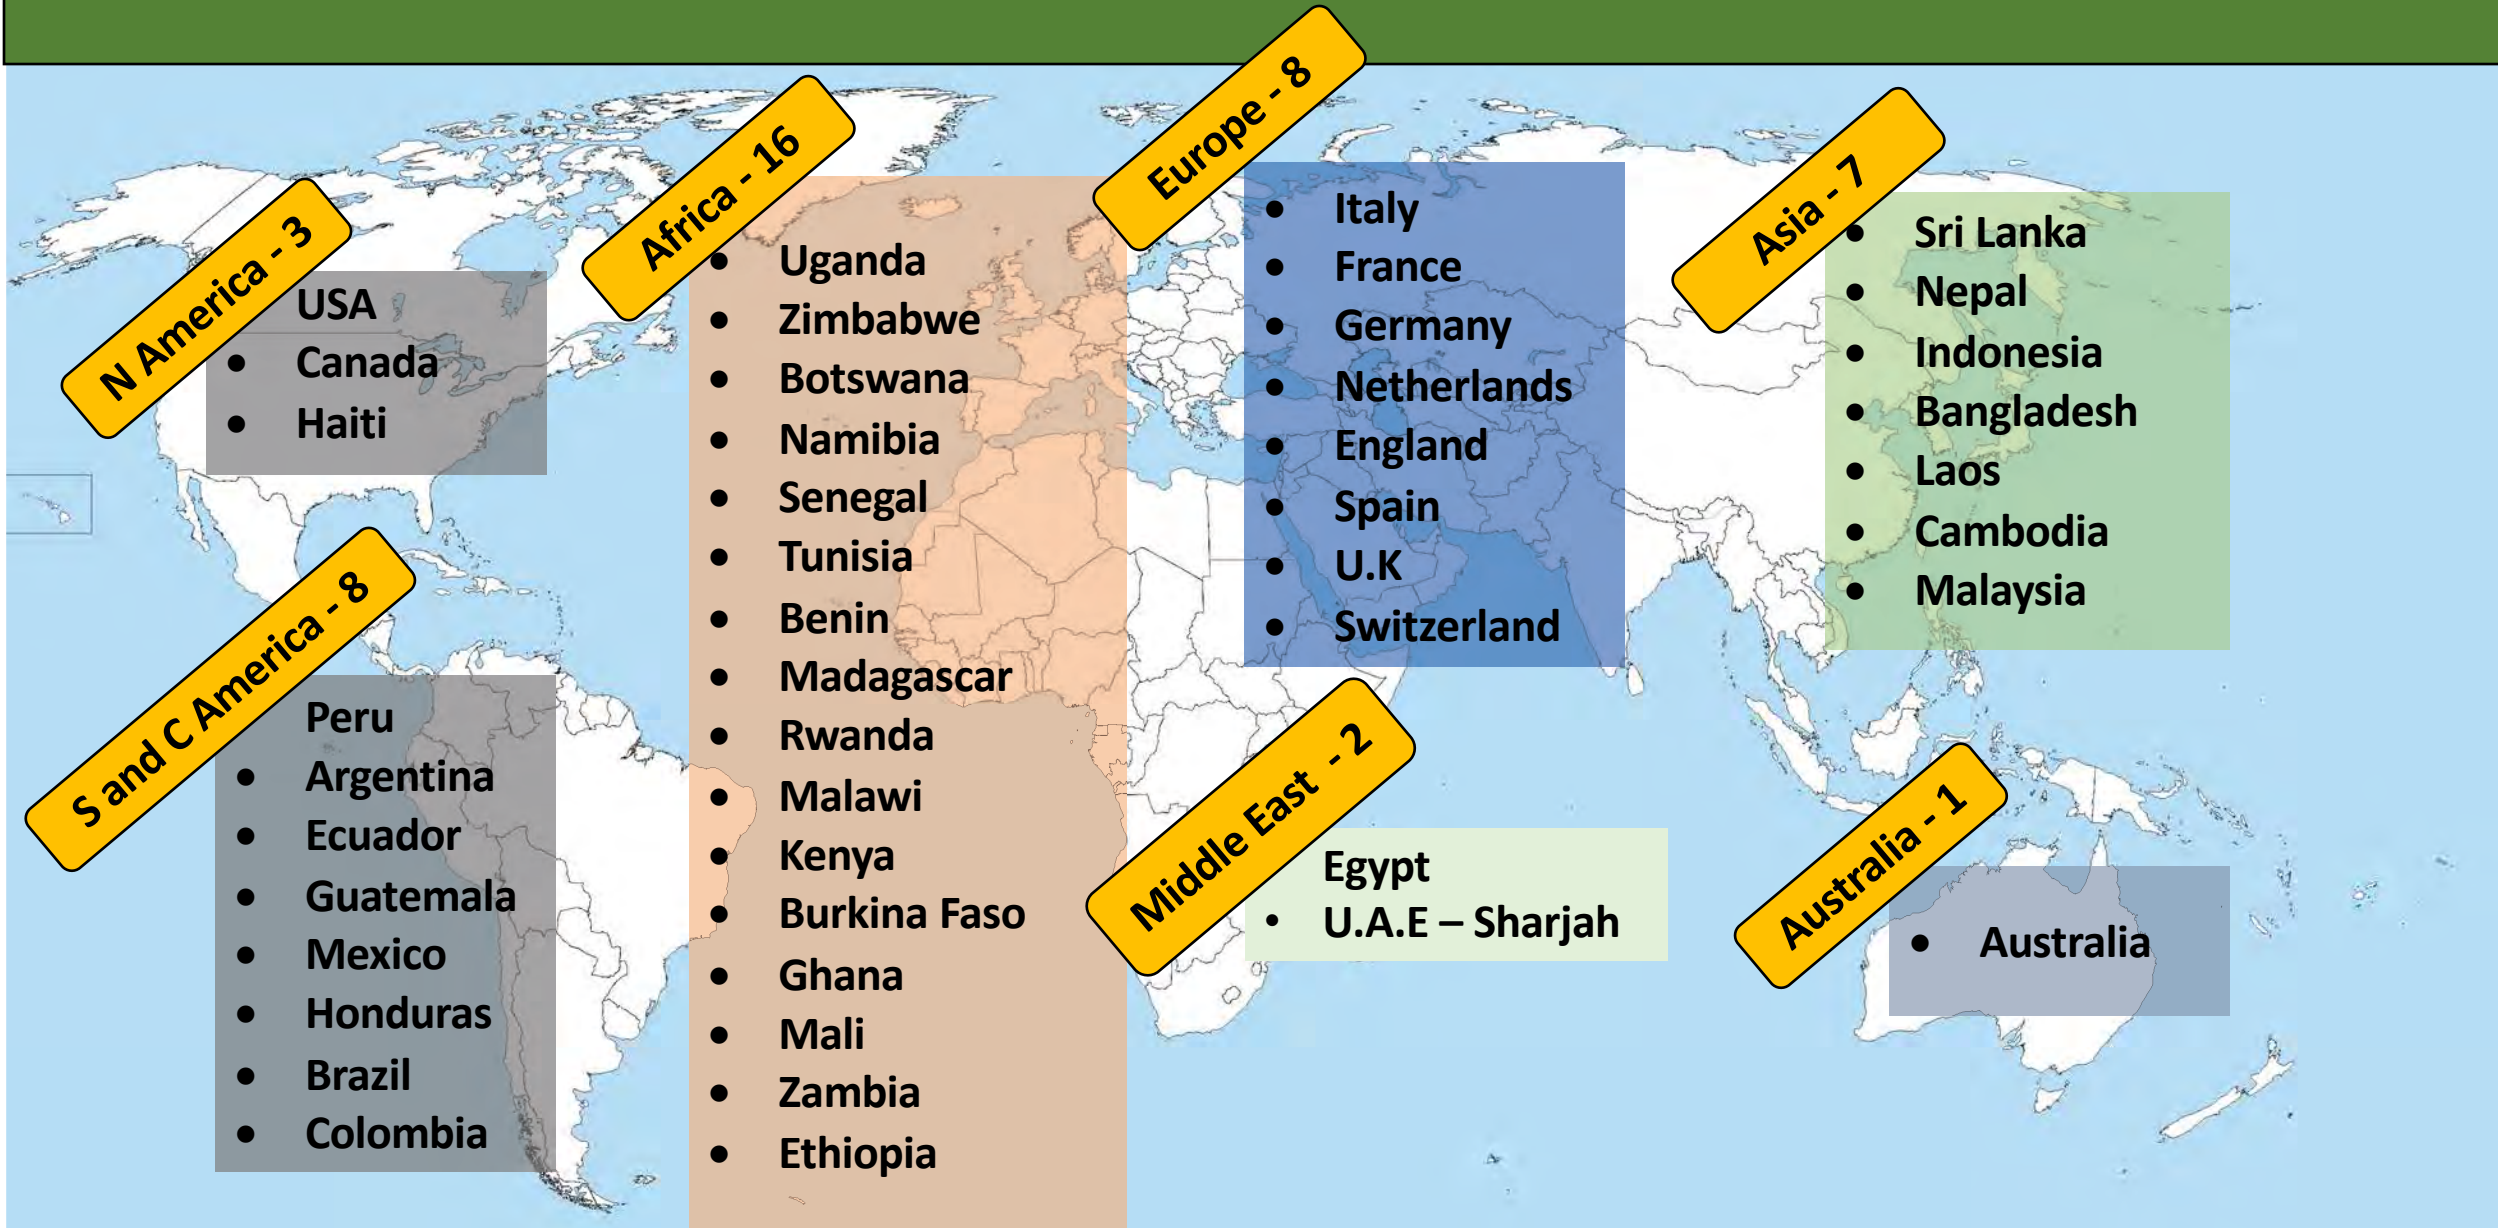 N America - 3
USA
• Canada
• Haiti
S and C America - 8
Peru
• Argentina
• Ecuador
• Guatemala
• Mexico
• Honduras
• Brazil
• Colombia
Africa - 16
• Uganda
• Zimbabwe
• Botswana
• Namibia
• Senegal
• Tunisia
• Benin
• Madagascar
• Rwanda
• Malawi
• Kenya
• Burkina Faso
• Ghana
• Mali
• Zambia
• Ethiopia
Europe - 8
• Italy
• France
• Germany
• Netherlands
• England
• Spain
• U.K
• Switzerland
Middle East - 2
Egypt
• U.A.E – Sharjah
Asia - 7
• Sri Lanka
• Nepal
• Indonesia
• Bangladesh
• Laos
• Cambodia
• Malaysia
Australia - 1
• Australia